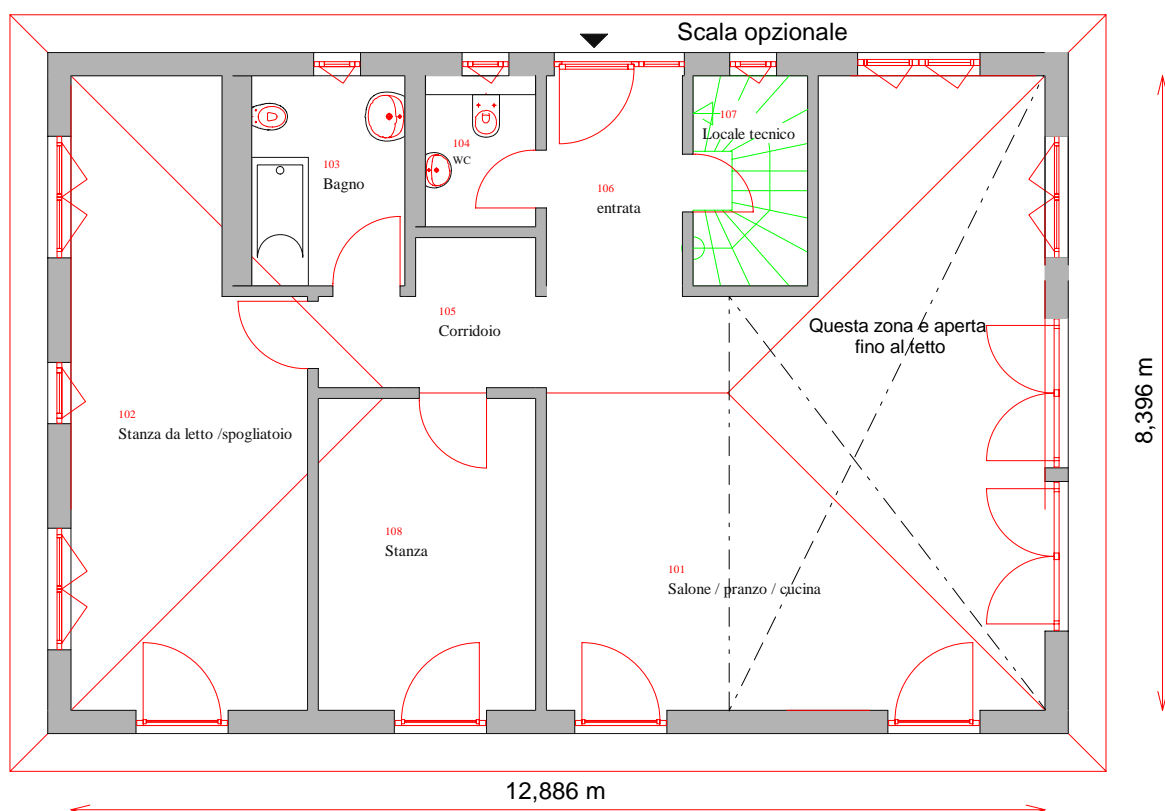 Scala opzionale
107
Locale tecnico
104
WC
103
Bagno
106
entrata
105
Corridoio
Questa zona e aperta
fino al tetto
8,396 m
102
Stanza da letto /spogliatoio
108
Stanza
101
Salone / pranzo / cucina
12,886 m